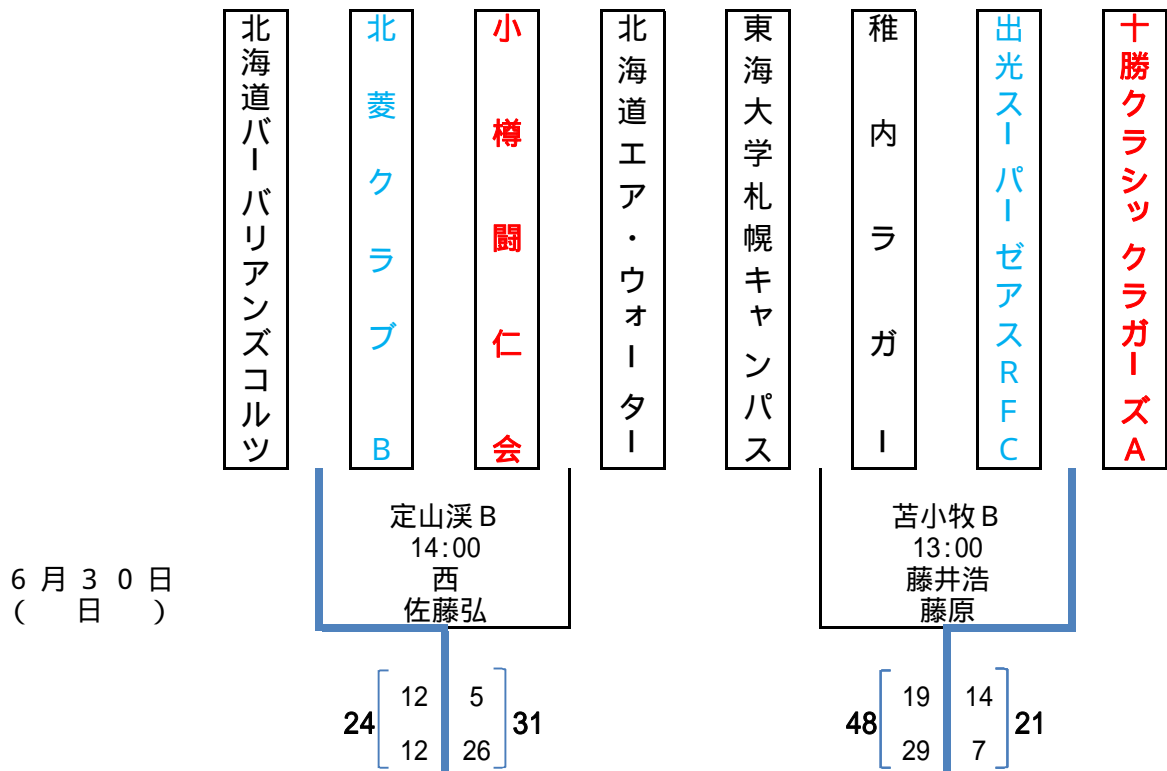 北海道バーバリアンズコルツ
北菱クラブB
小樽闘仁会
北海道エア・ウォーター
東海大学札幌キャンパス
稚内ラガー
出光スーパーゼアスRFC
十勝クラシッククラガーズA
定山渓B
14:00
西
佐藤弘
苫小牧B
13:00
藤井浩
藤原
6月30日
(日)
24 12 5 31
12 26
48 19 14 21
29 7